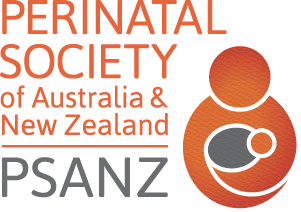 PERINATAL
SOCIETY
of Australia &
New Zealand
PSANZ